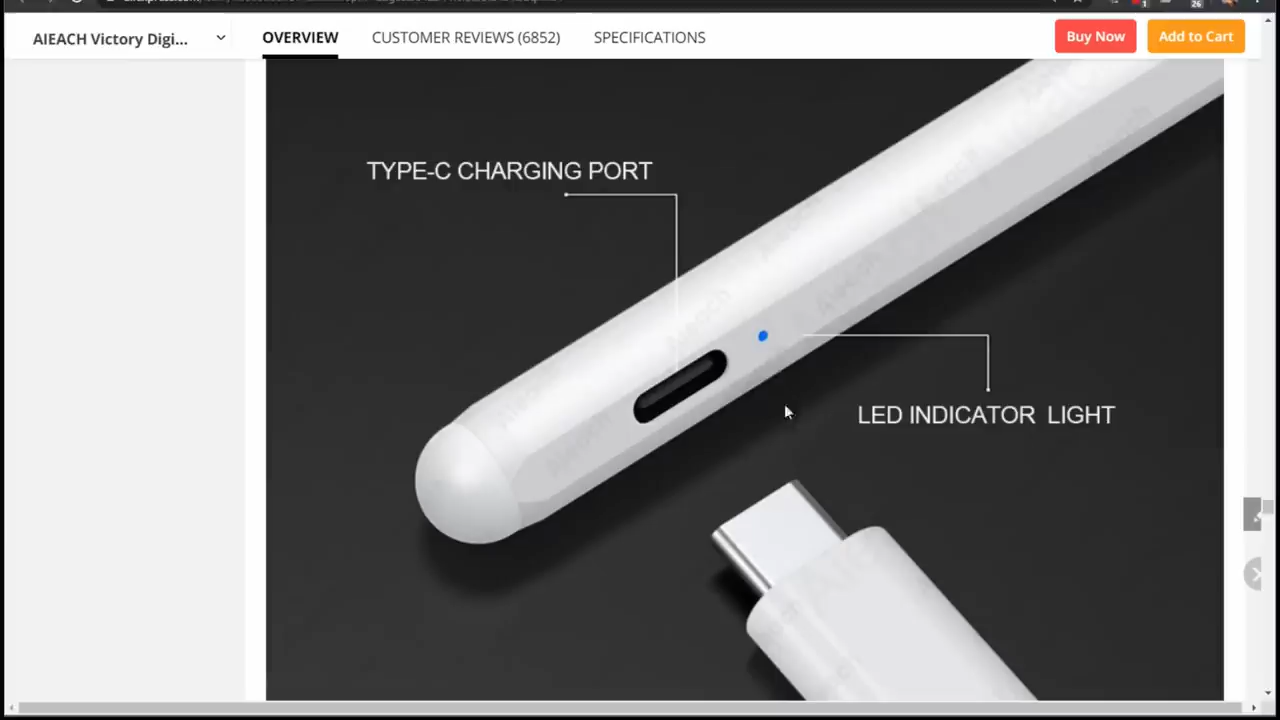 AIEACH Victory Digi...
OVERVIEW
CUSTOMER REVIEWS (6852)
SPECIFICATIONS
Buy Now
Add to Cart
TYPE-C CHARGING PORT
LED INDICATOR LIGHT